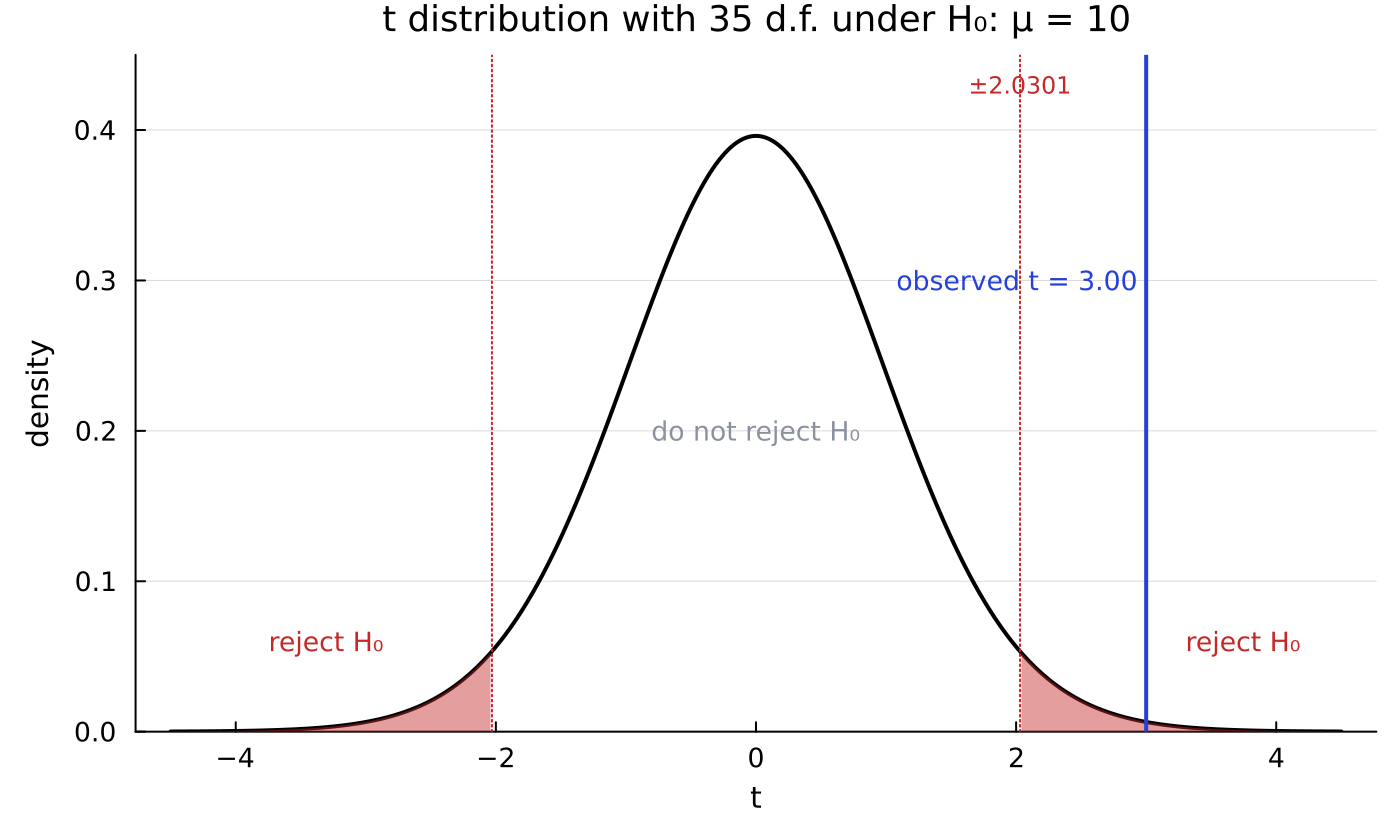 t distribution with 35 d.f. under H₀: μ = 10
±2.0301
0.4
observed t = 3.00
0.3
density
do not reject H₀
0.2
0.1
reject H₀
reject H₀
0.0
−4
−2
0
2
4
t